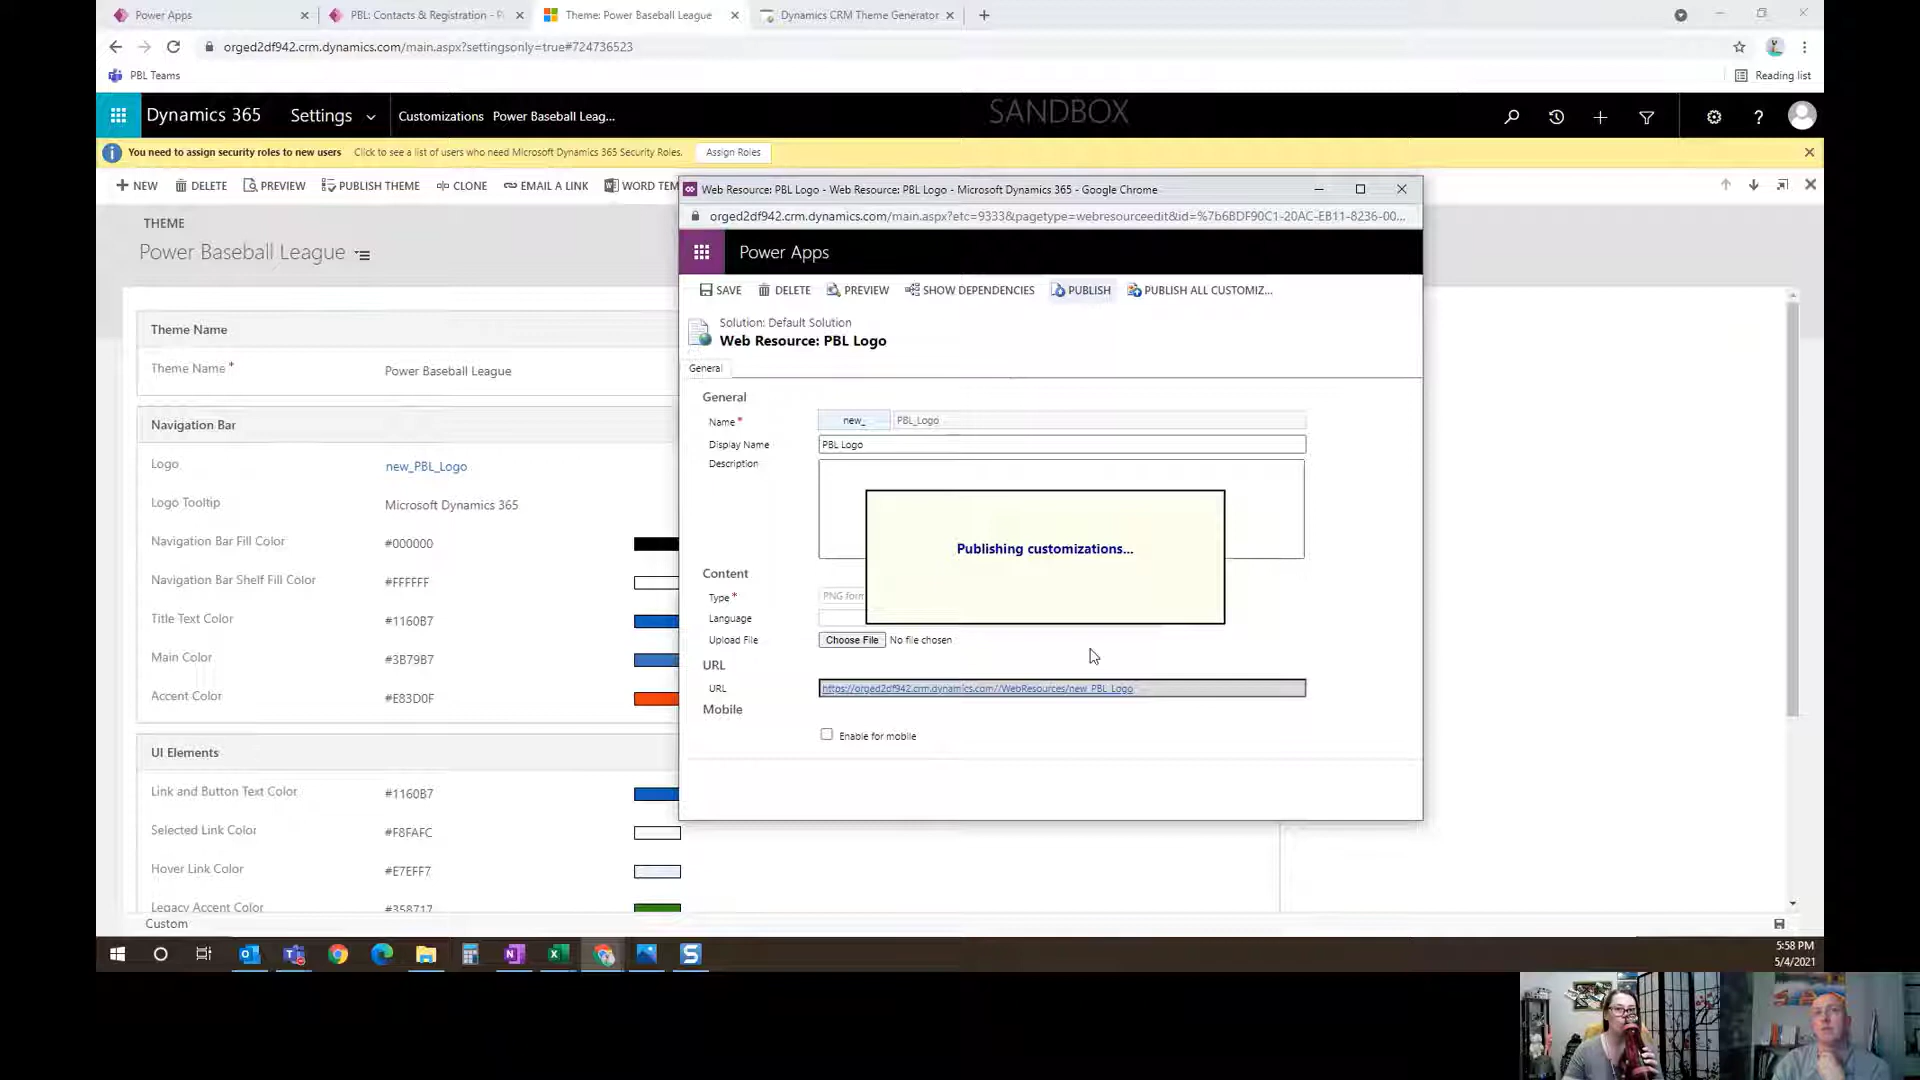 Power Apps
PBL: Contacts & Registration - P
Theme: Power Baseball League
Dynamics CRM Theme Generator
orged2df942.crm.dynamics.com/main.aspx?settingsonly=true#724736523
PBL Teams
Reading list
Dynamics 365
Settings
Customizations
Power Baseball Leag...
SANDBOX
You need to assign security roles to new users
Click to see a list of users who need Microsoft Dynamics 365 Security Roles.
Assign Roles
NEW
DELETE
PREVIEW
PUBLISH THEME
CLONE
EMAIL A LINK
WORD TEM
THEME
Power Baseball League
Theme Name
Theme Name *
Power Baseball League
Navigation Bar
Logo
new_PBL_Logo
Logo Tooltip
Microsoft Dynamics 365
Navigation Bar Fill Color
#000000
Navigation Bar Shelf Fill Color
#FFFFFF
Title Text Color
#1160B7
Main Color
#3B79B7
Accent Color
#E83D0F
UI Elements
Link and Button Text Color
#1160B7
Selected Link Color
#F8FAFC
Hover Link Color
#E7EFF7
Legacy Accent Color
#358717
Custom
Web Resource: PBL Logo - Web Resource: PBL Logo - Microsoft Dynamics 365 - Google Chrome
orged2df942.crm.dynamics.com/main.aspx?etc=9333&pagetype=webresourceedit&id=%7b6BDF90C1-20AC-EB11-8236-00...
Power Apps
SAVE
DELETE
PREVIEW
SHOW DEPENDENCIES
PUBLISH
PUBLISH ALL CUSTOMIZ...
Solution: Default Solution
Web Resource: PBL Logo
General
General
Name *
new_
PBL_Logo
Display Name
PBL Logo
Description
Publishing customizations...
Content
Type *
PNG form
Language
Upload File
Choose File
No file chosen
URL
URL
https://orged2df942.crm.dynamics.com//WebResources/new_PBL_Logo
Mobile
Enable for mobile
5:58 PM
5/4/2021